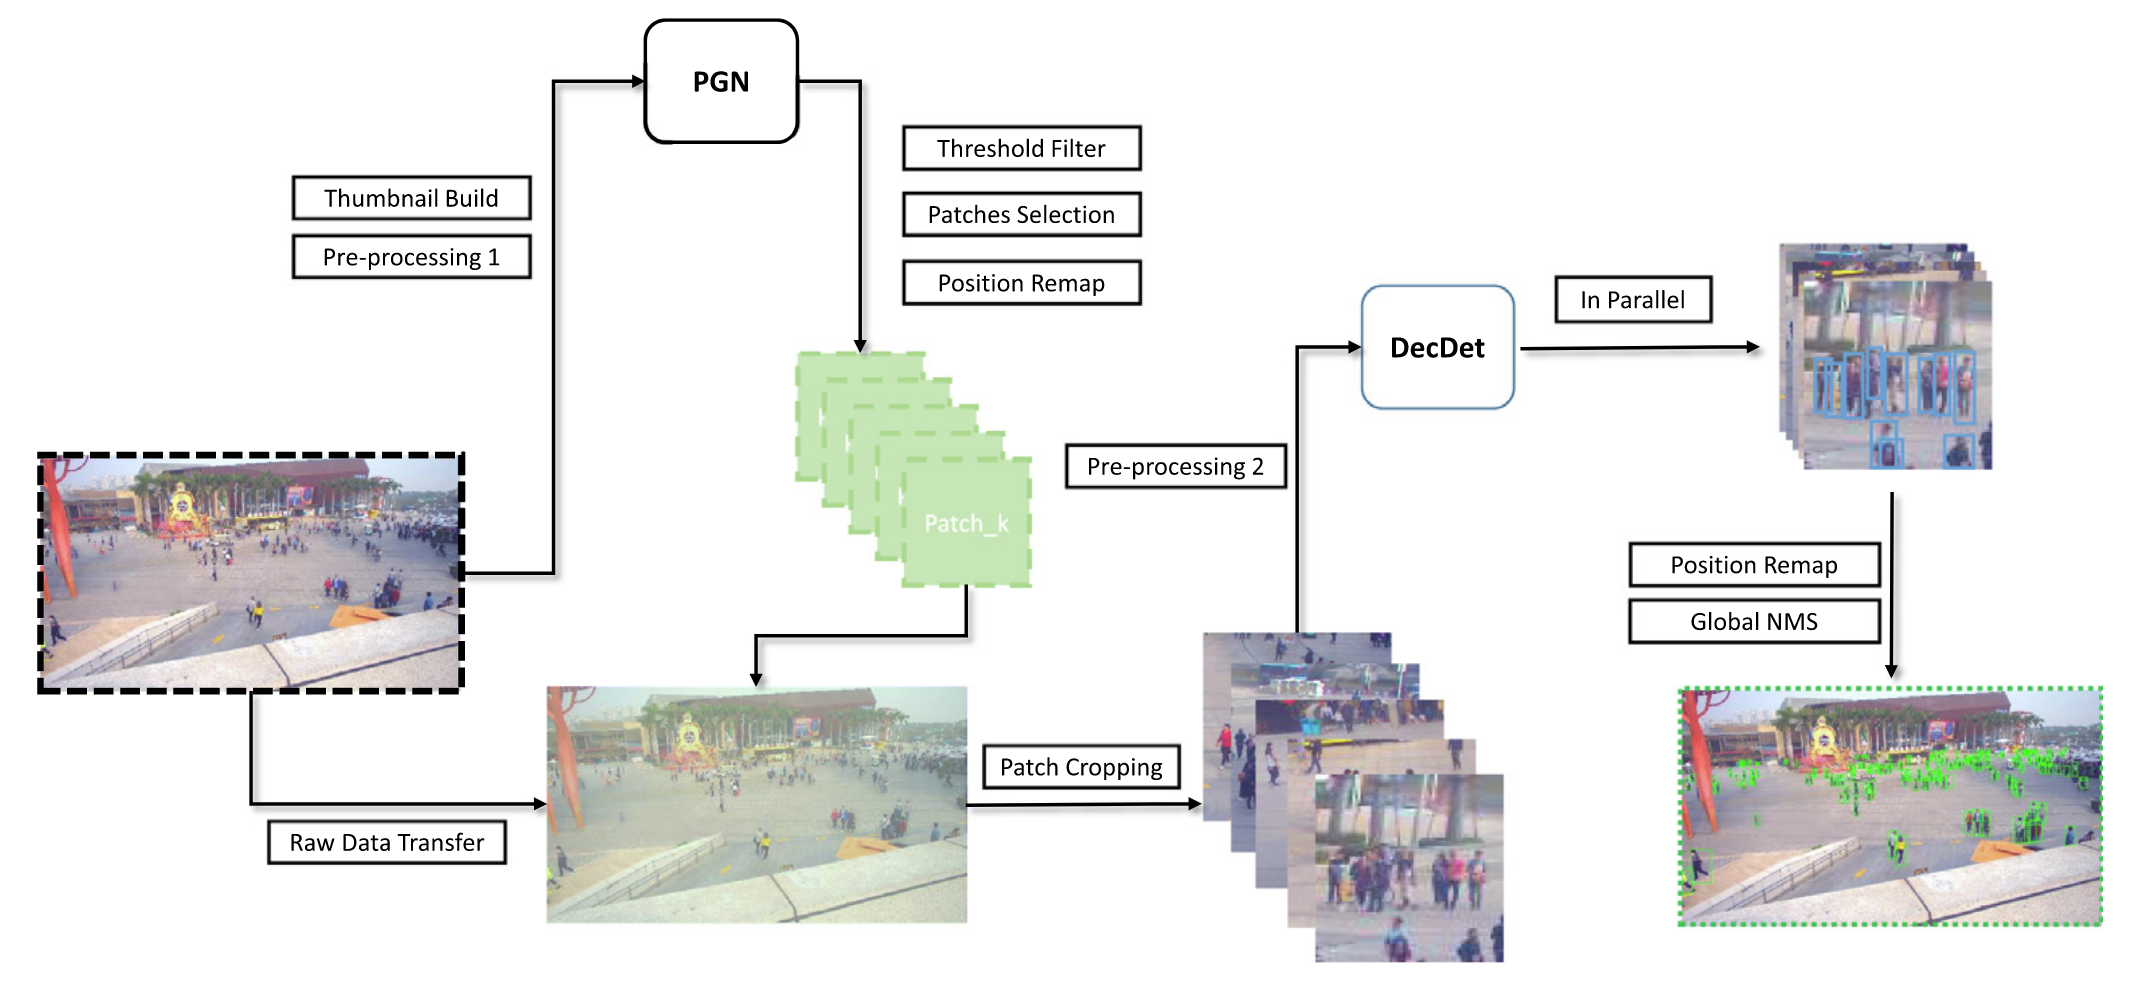 PGN
Threshold Filter
Patches Selection
Position Remap
Thumbnail Build
Pre-processing 1
Patch_k
Raw Data Transfer
Patch Cropping
Pre-processing 2
DecDet
In Parallel
Position Remap
Global NMS